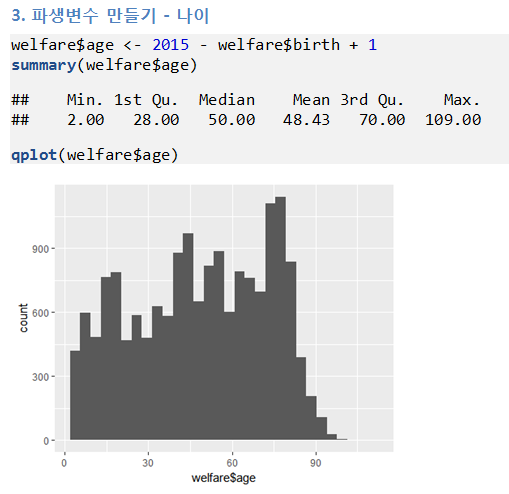 3. 파생변수 만들기 - 나이
welfare$age <- 2015 - welfare$birth + 1
summary(welfare$age)
## Min. 1st Qu. Median Mean 3rd Qu. Max.
## 2.00 28.00 50.00 48.43 70.00 109.00
qplot(welfare$age)
900
600
300
0
count
0 30 60 90
welfare$age